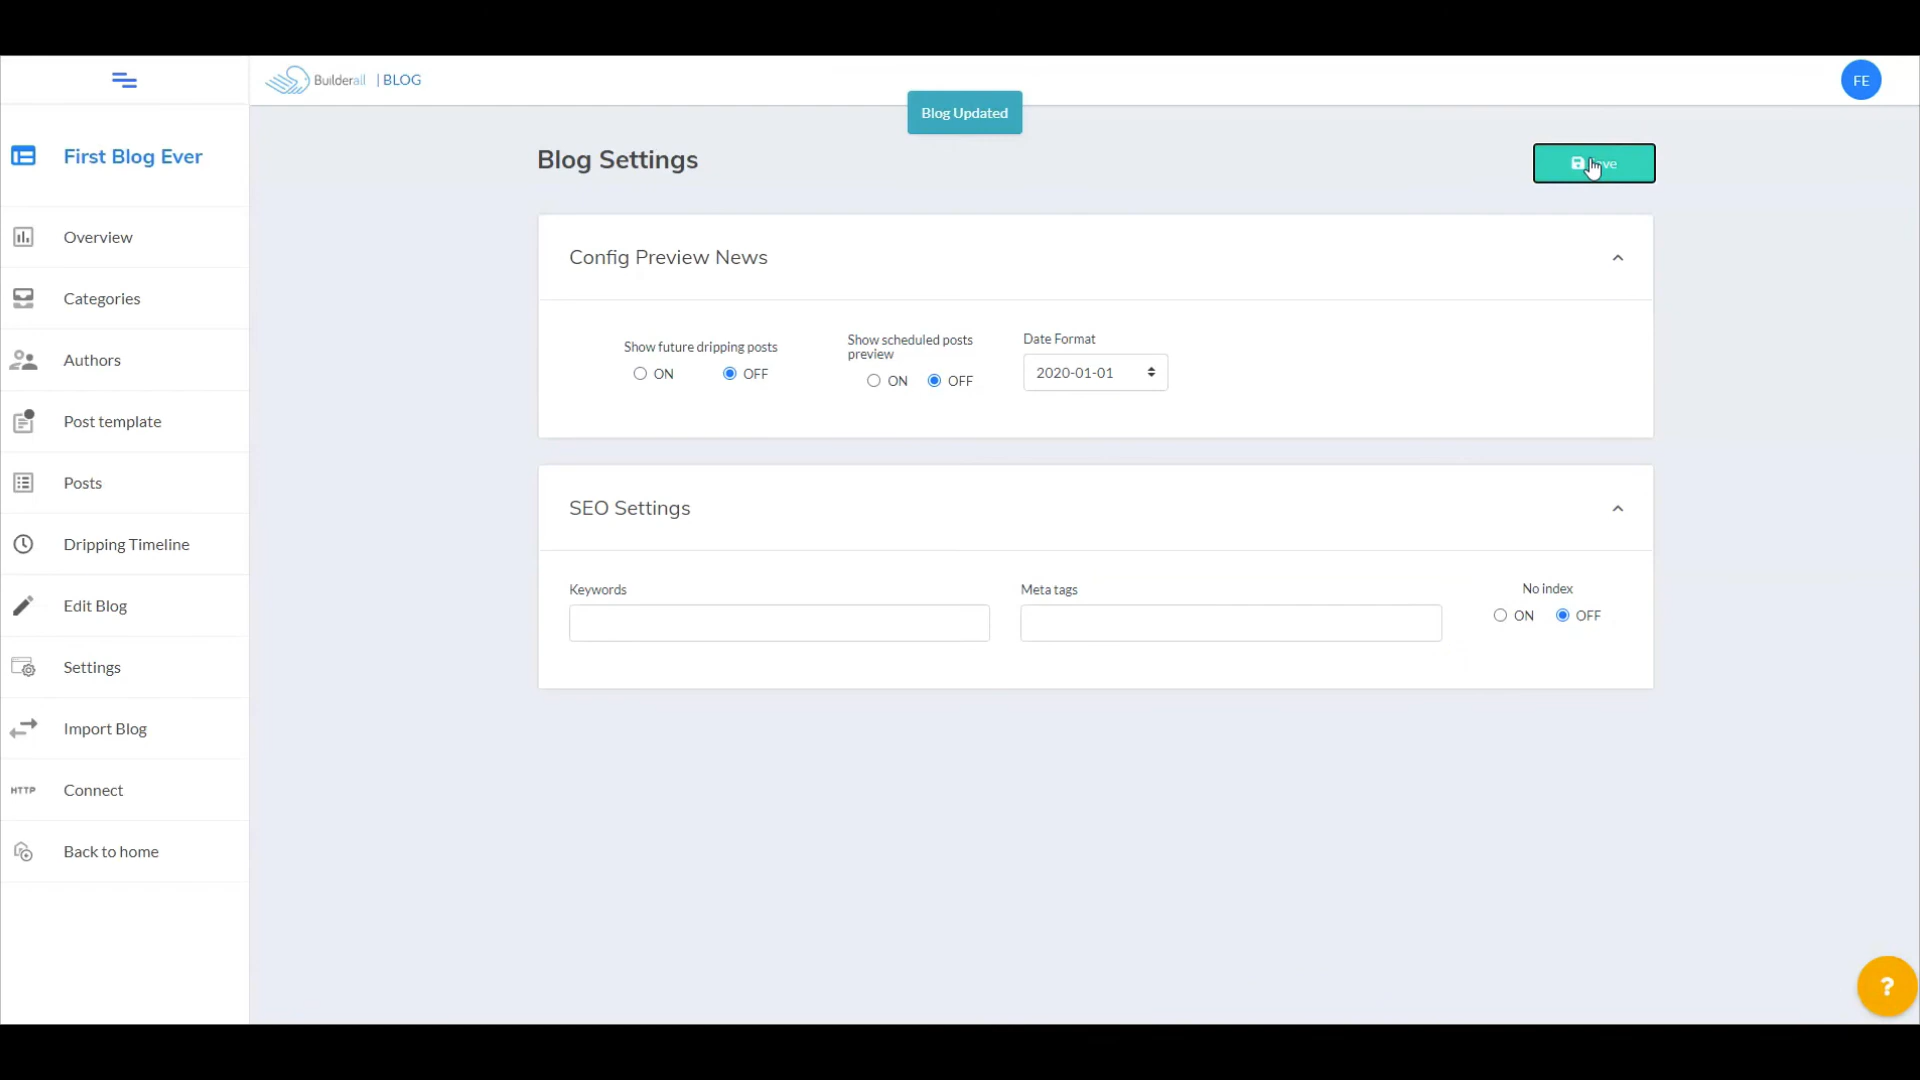 Builderall | BLOG
FE
Blog Updated
First Blog Ever
Blog Settings
Overview
Config Preview News
Categories
Show future dripping posts
ON
OFF
Show scheduled posts
preview
ON
OFF
Date Format
2020-01-01
Authors
Post template
Posts
SEO Settings
Dripping Timeline
Keywords
Meta tags
No index
ON
OFF
Edit Blog
Settings
Import Blog
HTTP Connect
Back to home
?